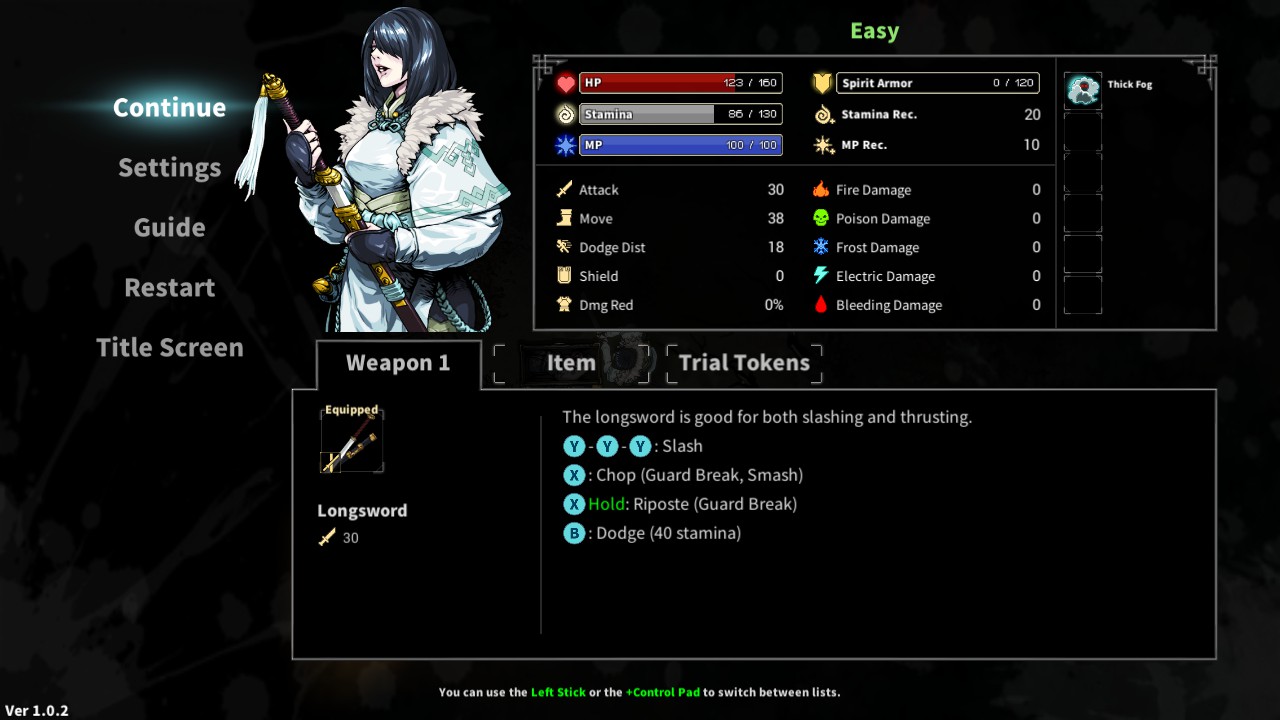 Easy
Continue
Settings
Guide
Restart
Title Screen
HP 123 / 160
Stamina 86 / 130
MP 100 / 100
Spirit Armor 0 / 120
Stamina Rec. 20
MP Rec. 10
Thick Fog
Attack 30
Move 38
Dodge Dist 18
Shield 0
Dmg Red 0%
Fire Damage 0
Poison Damage 0
Frost Damage 0
Electric Damage 0
Bleeding Damage 0
Weapon 1
Item
Trial Tokens
Equipped
Longsword
30
The longsword is good for both slashing and thrusting.
Y - Y - Y : Slash
X : Chop (Guard Break, Smash)
X Hold: Riposte (Guard Break)
B : Dodge (40 stamina)
You can use the Left Stick or the +Control Pad to switch between lists.
Ver 1.0.2